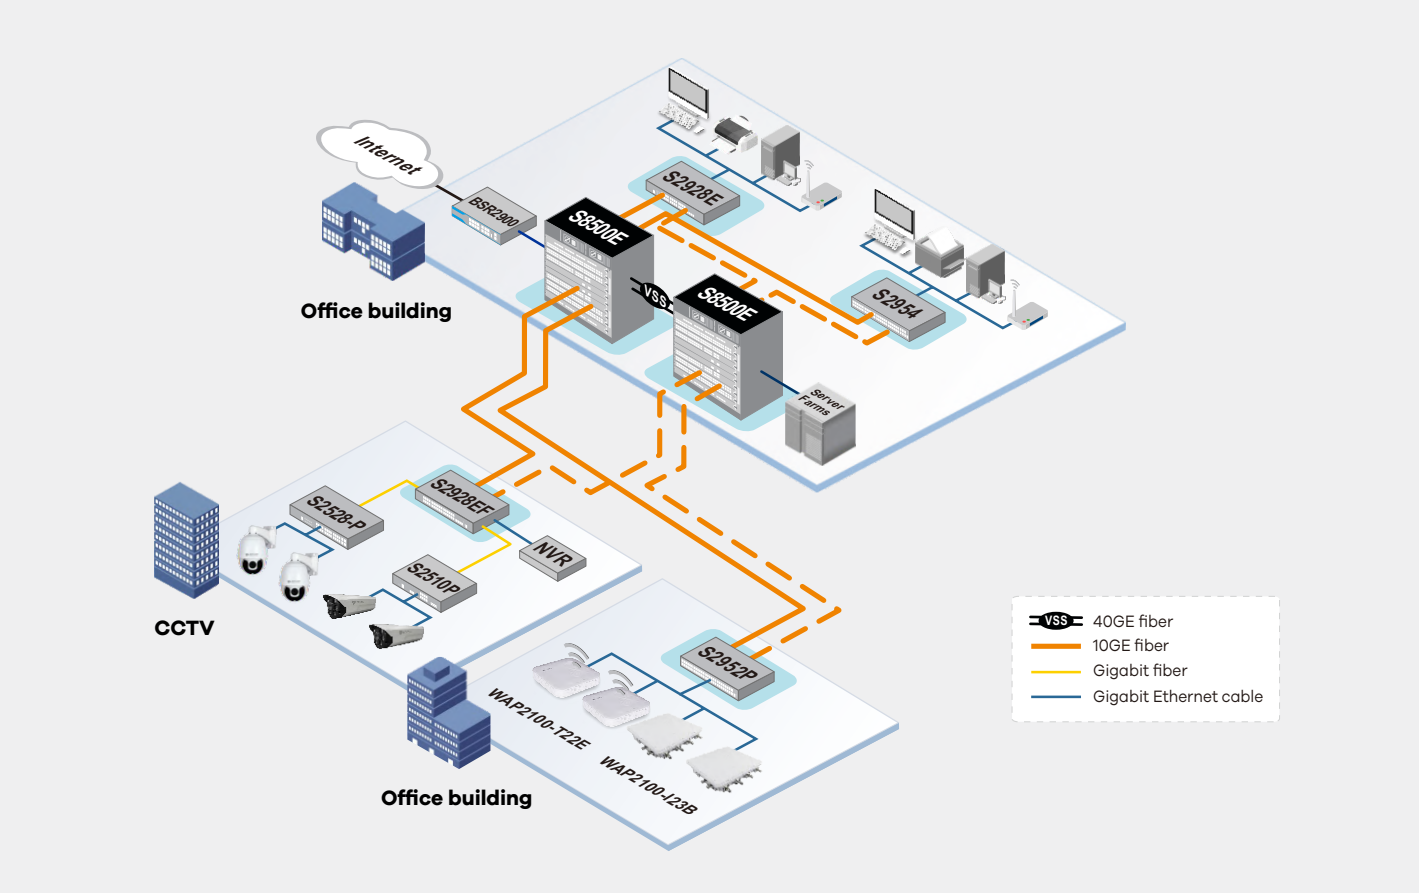 Internet
BSR2900
S2928E
S8500E
VSS
S8500E
S2954
Server
Farms
Office building
S2928EF
S2528-P
NVR
S2510P
CCTV
S2952P
WAP2100-T22E
WAP2100-I23B
Office building
VSS 40GE fiber
10GE fiber
Gigabit fiber
Gigabit Ethernet cable